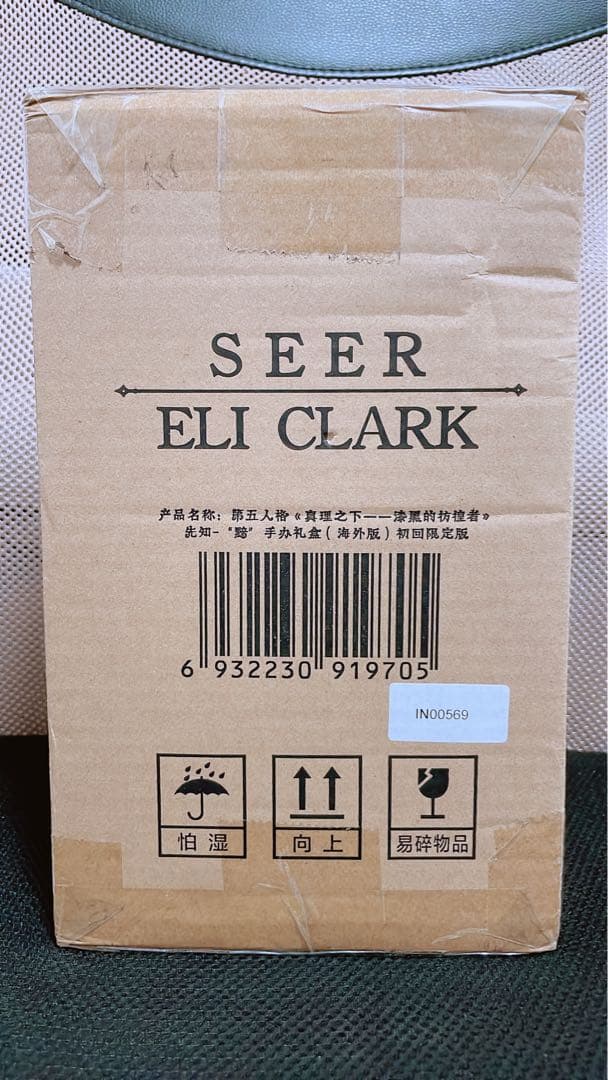 SEER
ELI CLARK
产品名称：第五人格《真理之下——漆黑的彷徨者》
先知-“黯”手办礼盒（海外版）初回限定版
6 932230 919705
IN00569
怕湿
向上
易碎物品